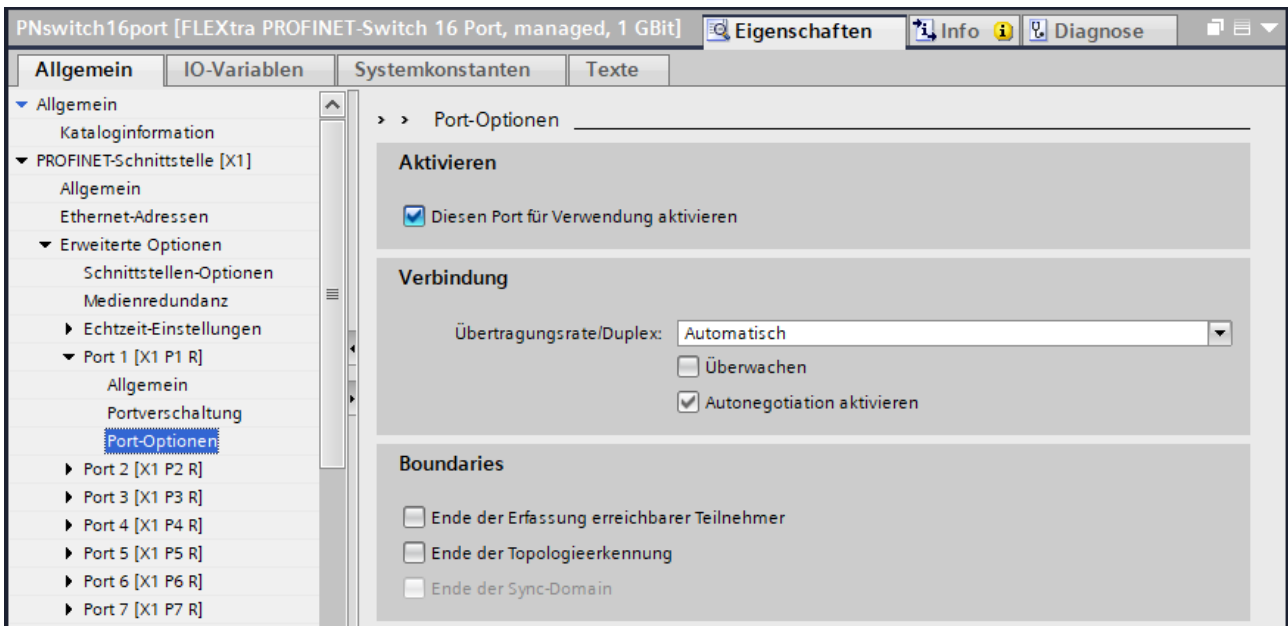 PNswitch16port [FLEXtra PROFINET-Switch 16 Port, managed, 1 GBit]
Eigenschaften
Info
Diagnose
Allgemein
IO-Variablen
Systemkonstanten
Texte
Allgemein
Kataloginformation
PROFINET-Schnittstelle [X1]
Allgemein
Ethernet-Adressen
Erweiterte Optionen
Schnittstellen-Optionen
Medienredundanz
Echtzeit-Einstellungen
Port 1 [X1 P1 R]
Allgemein
Portverschaltung
Port-Optionen
Port 2 [X1 P2 R]
Port 3 [X1 P3 R]
Port 4 [X1 P4 R]
Port 5 [X1 P5 R]
Port 6 [X1 P6 R]
Port 7 [X1 P7 R]
> > Port-Optionen
Aktivieren
Diesen Port für Verwendung aktivieren
Verbindung
Übertragungsrate/Duplex: Automatisch
Überwachen
Autonegotiation aktivieren
Boundaries
Ende der Erfassung erreichbarer Teilnehmer
Ende der Topologieerkennung
Ende der Sync-Domain